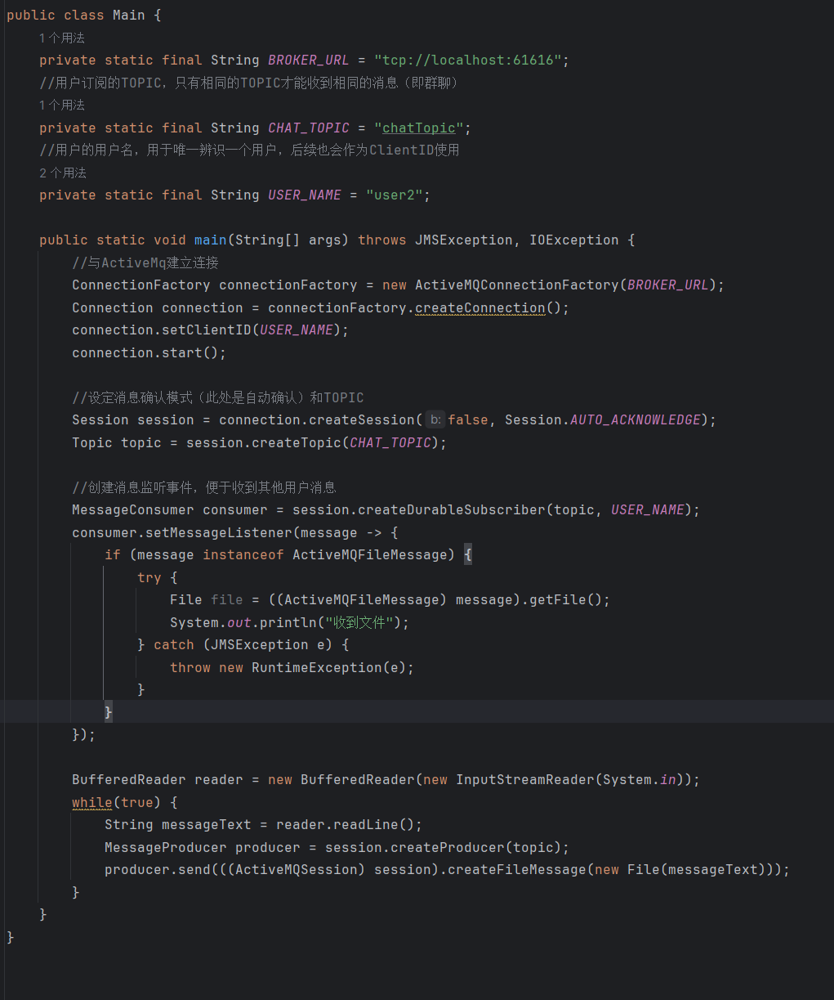 public class Main {
1 个用法
private static final String BROKER_URL = "tcp://localhost:61616";
//用户订阅的TOPIC，只有相同的TOPIC才能收到相同的消息（即群聊）
1 个用法
private static final String CHAT_TOPIC = "chatTopic";
//用户的用户名，用于唯一辨识一个用户，后续也会作为ClientID使用
2 个用法
private static final String USER_NAME = "user2";
public static void main(String[] args) throws JMSException, IOException {
//与ActiveMq建立连接
ConnectionFactory connectionFactory = new ActiveMQConnectionFactory(BROKER_URL);
Connection connection = connectionFactory.createConnection();
connection.setClientID(USER_NAME);
connection.start();
//设定消息确认模式（此处是自动确认）和TOPIC
Session session = connection.createSession( b: false, Session.AUTO_ACKNOWLEDGE);
Topic topic = session.createTopic(CHAT_TOPIC);
//创建消息监听事件，便于收到其他用户消息
MessageConsumer consumer = session.createDurableSubscriber(topic, USER_NAME);
consumer.setMessageListener(message -> {
if (message instanceof ActiveMQFileMessage) {
try {
File file = ((ActiveMQFileMessage) message).getFile();
System.out.println("收到文件");
} catch (JMSException e) {
throw new RuntimeException(e);
}
}
});
BufferedReader reader = new BufferedReader(new InputStreamReader(System.in));
while(true) {
String messageText = reader.readLine();
MessageProducer producer = session.createProducer(topic);
producer.send(((ActiveMQSession) session).createFileMessage(new File(messageText)));
}
}
}